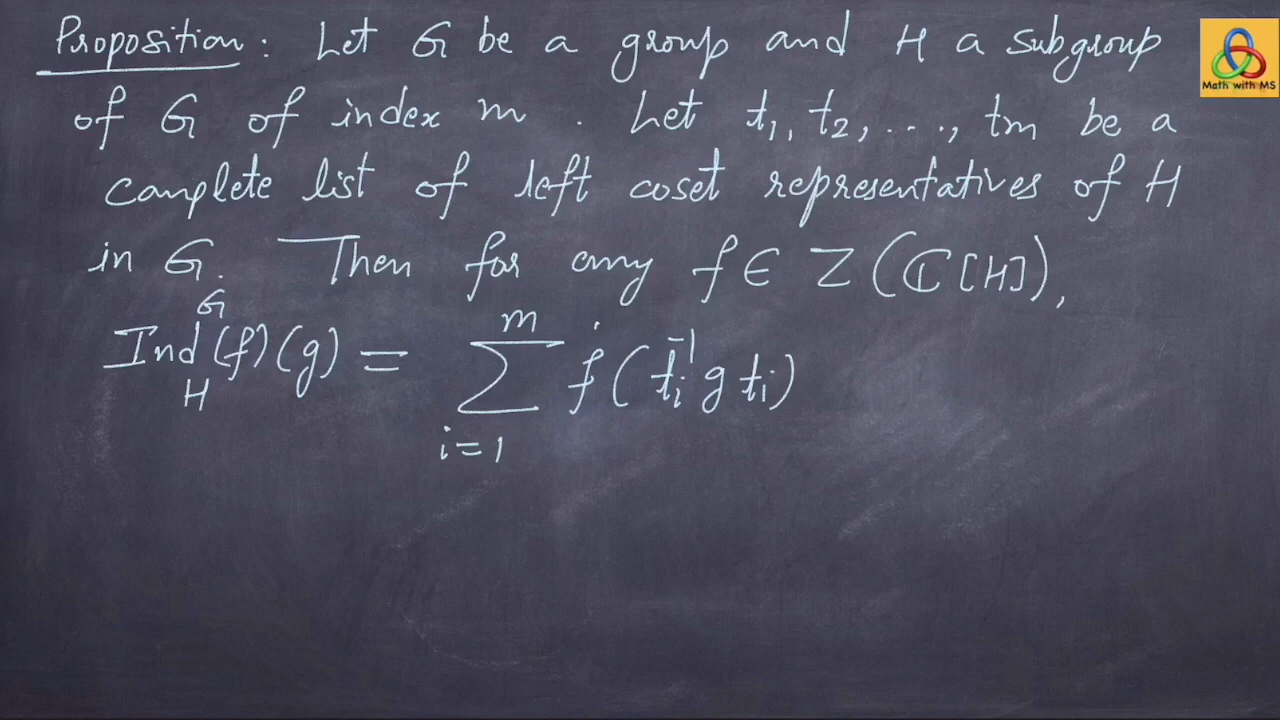 Proposition: Let G be a group and H a subgroup
Math with MS
of G of index m. Let t₁, t₂, ..., tm be a
complete list of left coset representatives of H
in G. Then for any f ∈ Z(ℂ[H]),
Ind_H^G (f)(g) = ∑_{i=1}^{m} ḟ(tᵢ⁻¹ g tᵢ)